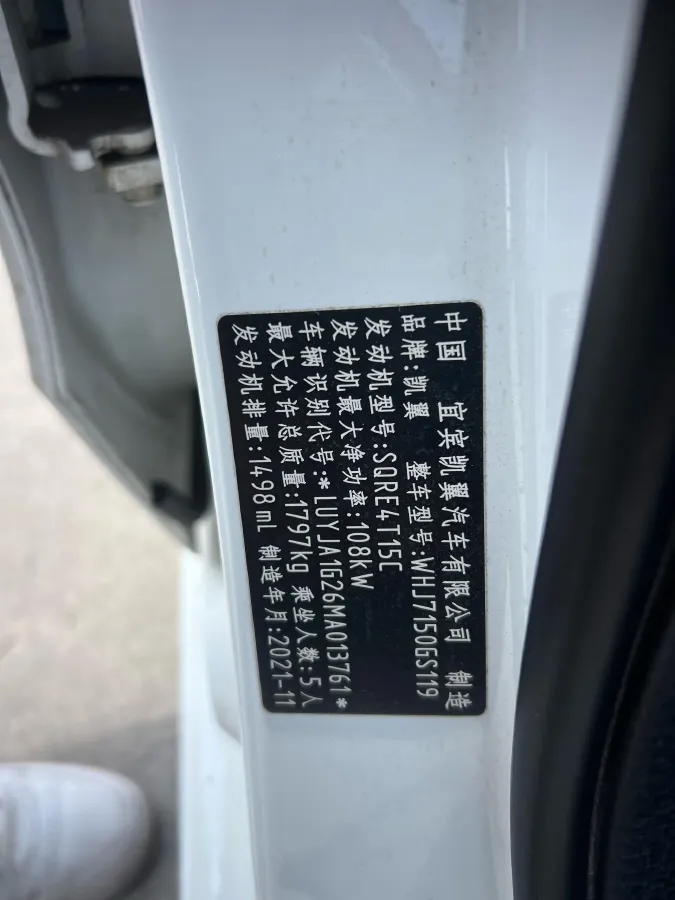 中国 宜宾凯翼汽车有限公司 制造
品牌:凯翼 整车型号:WHJ7150GS119
发动机型号:SQRE4T15C
发动机最大净功率:108kW
车辆识别代号:*LUYJA1G26MA013761*
最大允许总质量:1797kg 乘坐人数:5人
发动机排量:1498mL 制造年月:2021-11